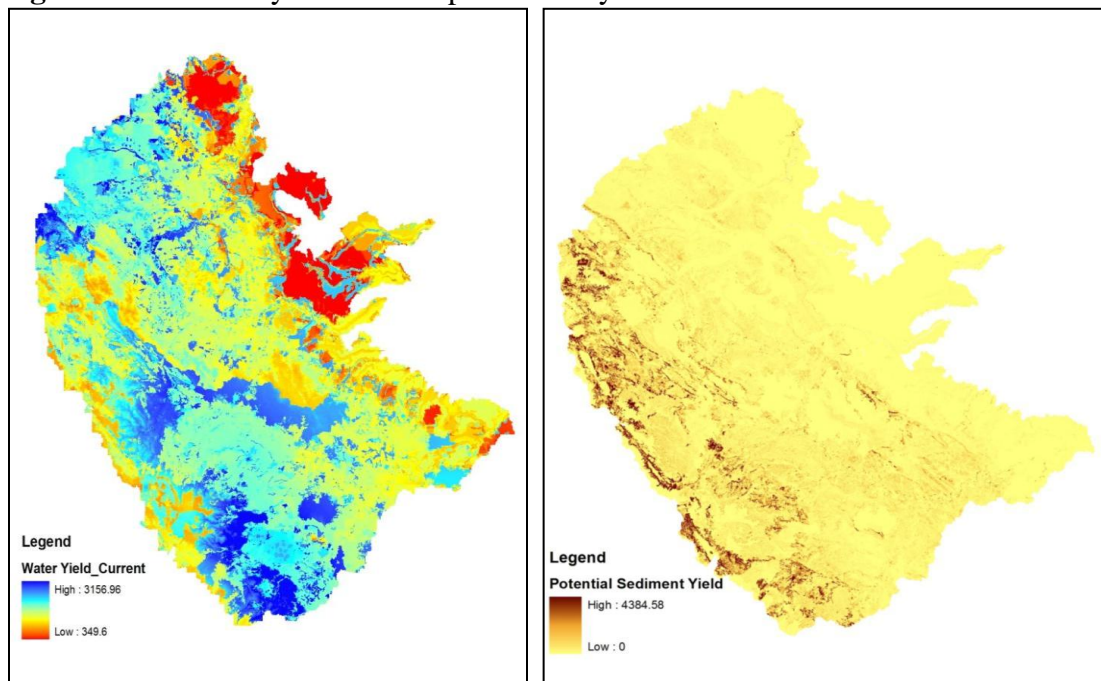 Legend
Water Yield_Current
High : 3156.96
Low : 349.6
Legend
Potential Sediment Yield
High : 4384.58
Low : 0